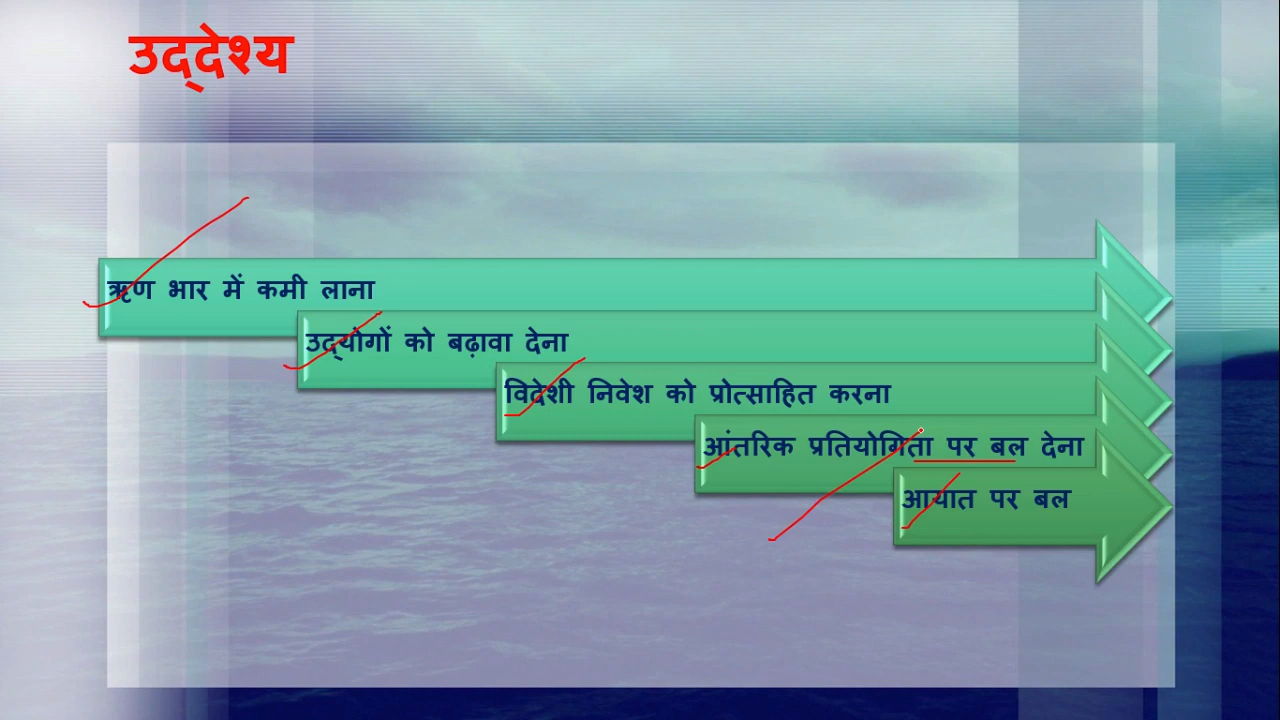 उद्देश्य
ऋण भार में कमी लाना
उद्योगों को बढ़ावा देना
विदेशी निवेश को प्रोत्साहित करना
आंतरिक प्रतियोगिता पर बल देना
आयात पर बल